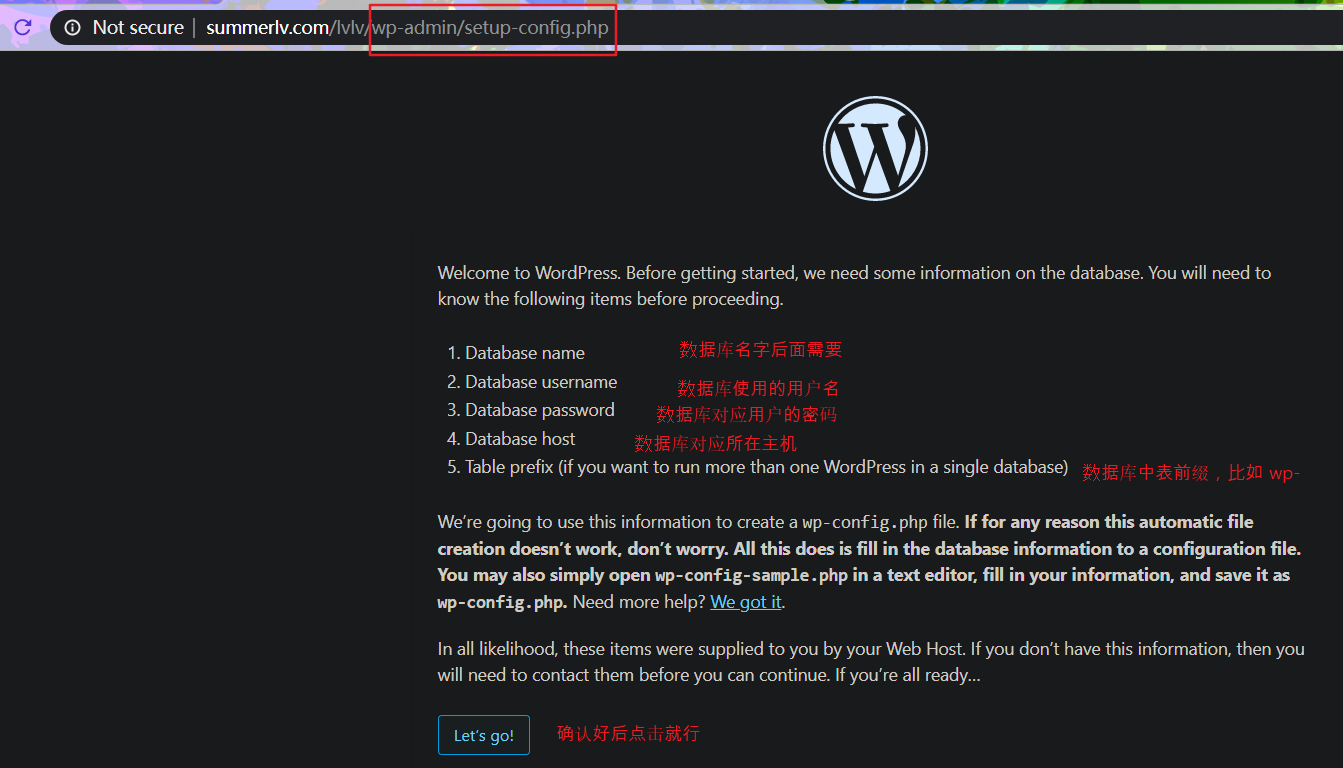 Not secure | summerlv.com/lvlv/wp-admin/setup-config.php
Welcome to WordPress. Before getting started, we need some information on the database. You will need to
know the following items before proceeding.
1. Database name 数据库名字后面需要
2. Database username 数据库使用的用户名
3. Database password 数据库对应用户的密码
4. Database host 数据库对应所在主机
5. Table prefix (if you want to run more than one WordPress in a single database) 数据库中表前缀，比如 wp-
We’re going to use this information to create a wp-config.php file. If for any reason this automatic file
creation doesn’t work, don’t worry. All this does is fill in the database information to a configuration file.
You may also simply open wp-config-sample.php in a text editor, fill in your information, and save it as
wp-config.php. Need more help? We got it.
In all likelihood, these items were supplied to you by your Web Host. If you don’t have this information, then you
will need to contact them before you can continue. If you’re all ready…
Let’s go! 确认好后点击就行